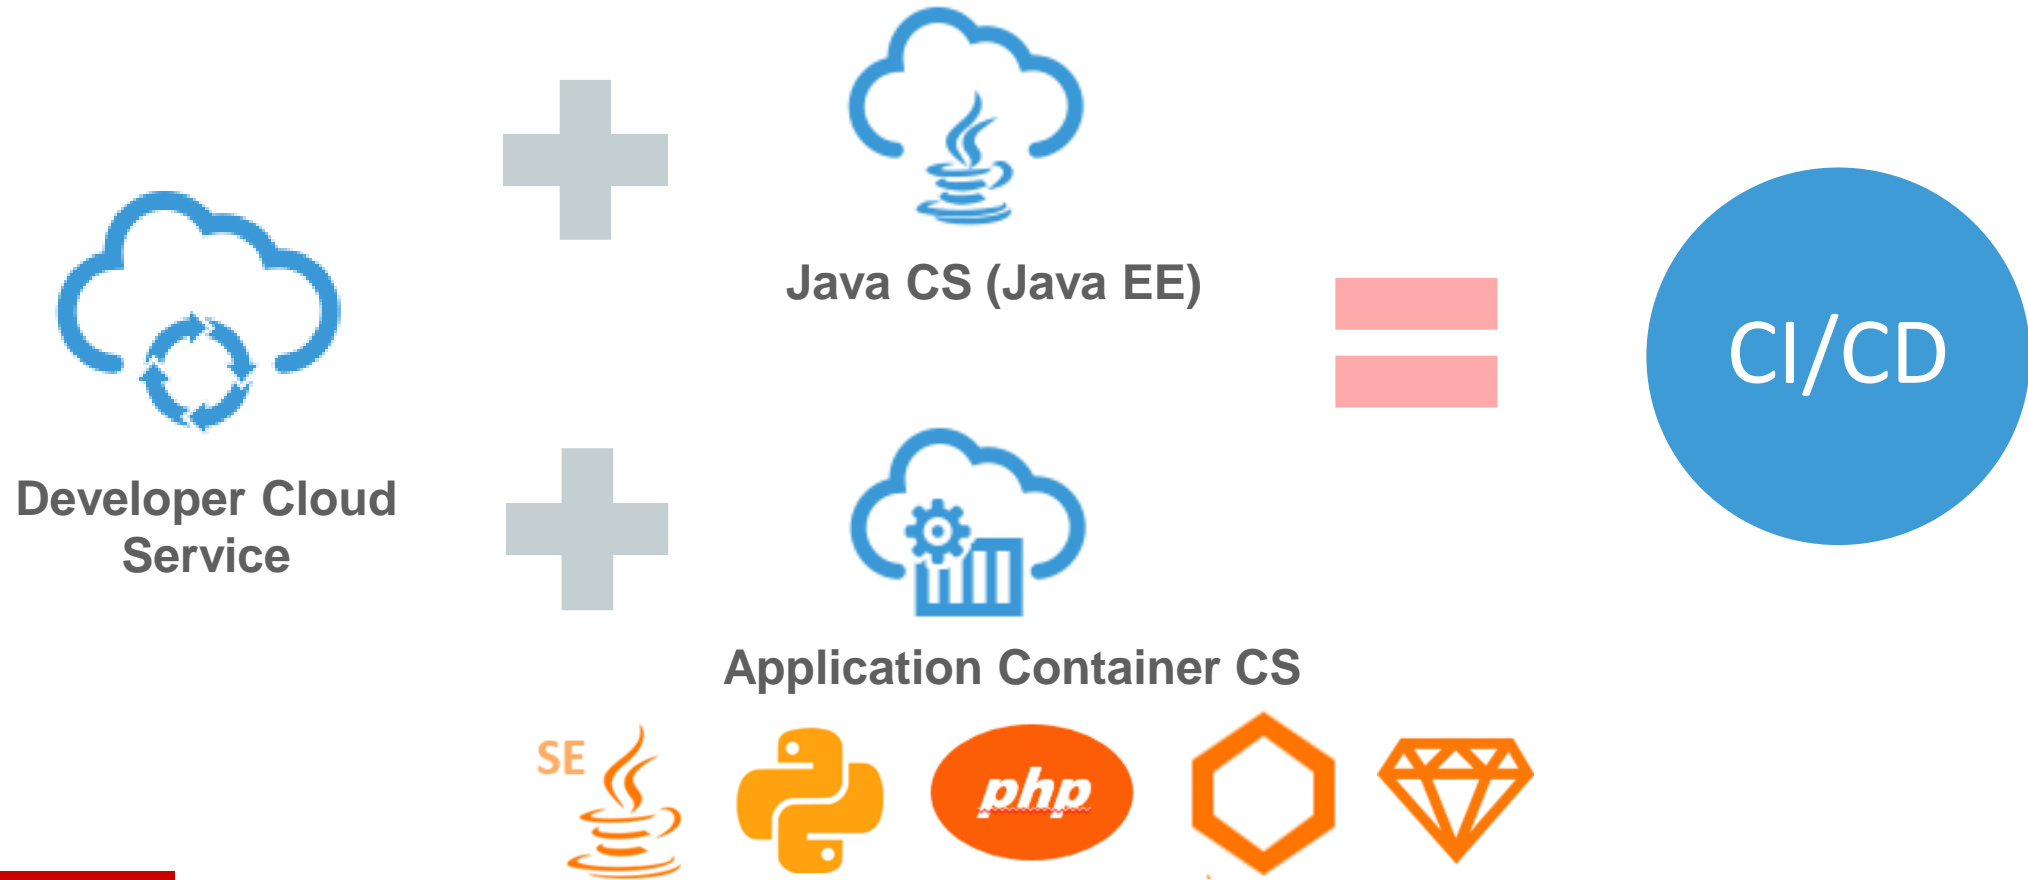 Java CS (Java EE)
CI/CD
Developer Cloud
Service
Application Container CS
SE
php